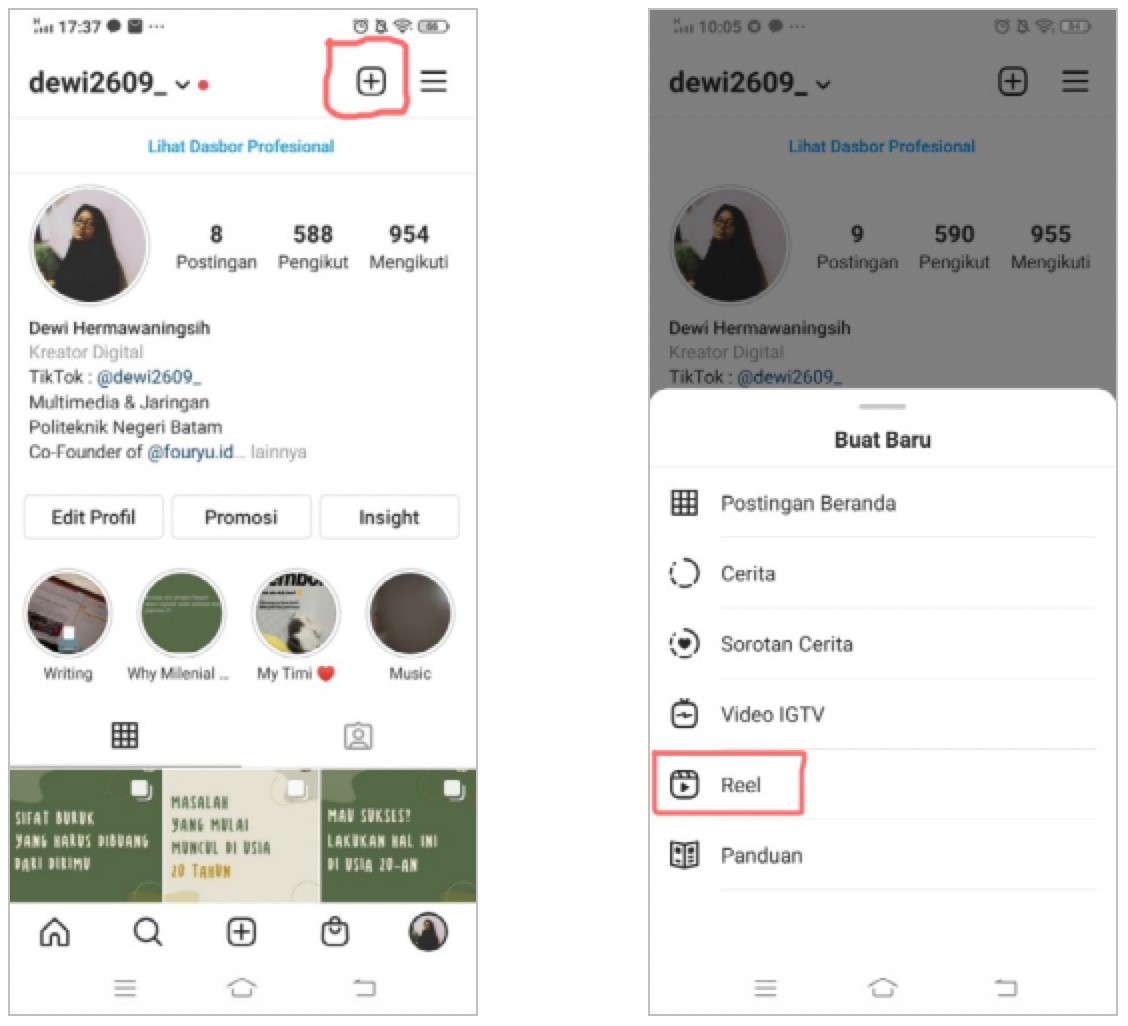 17:37
66
dewi2609_
Lihat Dasbor Profesional
8 588 954
Postingan Pengikut Mengikuti
Dewi Hermawaningsih
Kreator Digital
TikTok : @dewi2609_
Multimedia & Jaringan
Politeknik Negeri Batam
Co-Founder of @fouryu.id... lainnya
Edit Profil Promosi Insight
Writing Why Milenial ... My Timi ❤️ Music
SIFAT BURUK
YANG HARUS DIBUANG
DARI DIRIMU
MASALAH
YANG MULAI
MUNCUL DI USIA
20 TAHUN
MAU SUKSES?
LAKUKAN HAL INI
DI USIA 20-AN
10:05
dewi2609_
Lihat Dasbor Profesional
9 590 955
Postingan Pengikut Mengikuti
Dewi Hermawaningsih
Kreator Digital
TikTok : @dewi2609_
Buat Baru
Postingan Beranda
Cerita
Sorotan Cerita
Video IGTV
Reel
Panduan